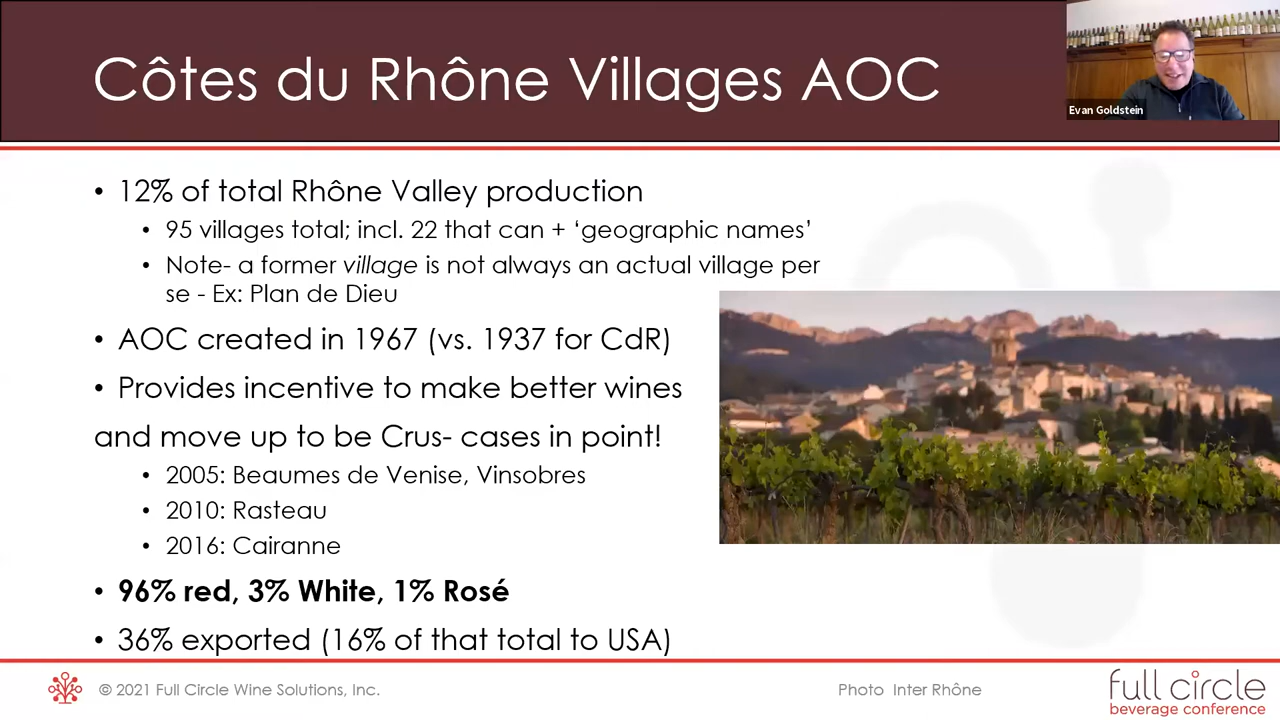 Côtes du Rhône Villages AOC
Evan Goldstein
• 12% of total Rhône Valley production
• 95 villages total; incl. 22 that can + ‘geographic names’
• Note- a former village is not always an actual village per
se - Ex: Plan de Dieu
• AOC created in 1967 (vs. 1937 for CdR)
• Provides incentive to make better wines
and move up to be Crus- cases in point!
• 2005: Beaumes de Venise, Vinsobres
• 2010: Rasteau
• 2016: Cairanne
• 96% red, 3% White, 1% Rosé
• 36% exported (16% of that total to USA)
© 2021 Full Circle Wine Solutions, Inc.
Photo Inter Rhône
full circle
beverage conference